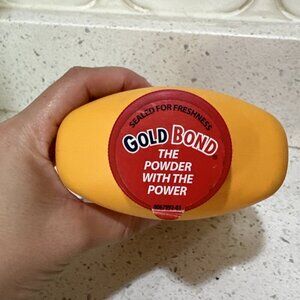 SEALED FOR FRESHNESS
GOLD BOND
THE
POWDER
WITH THE
POWER